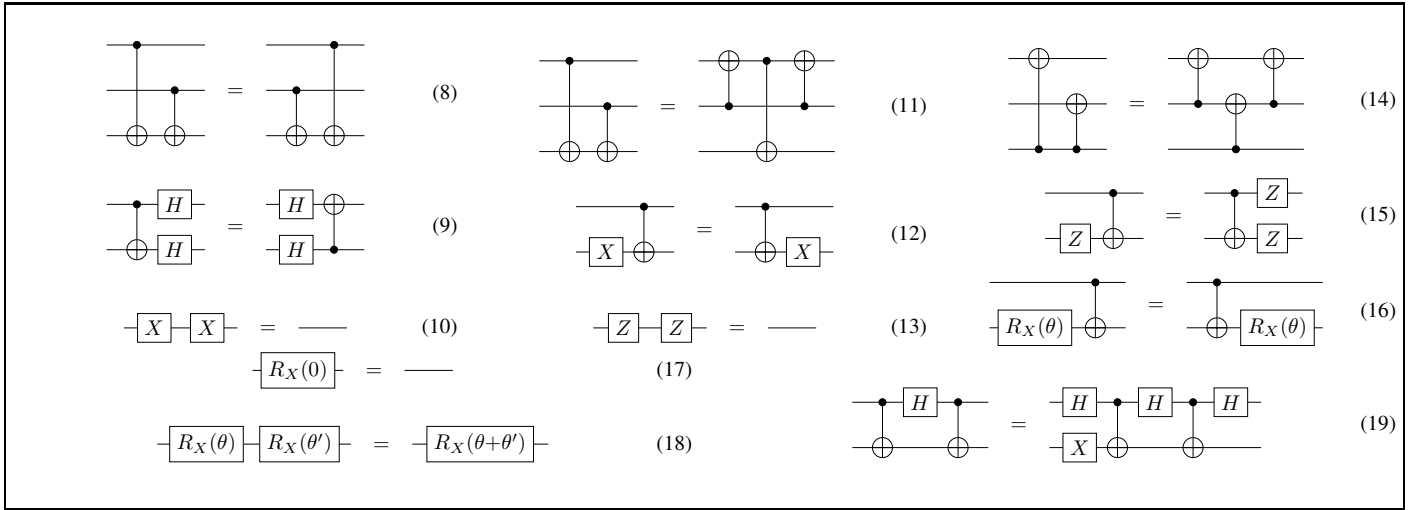 = (8)
= (11)
= (14)
H H = H H (9)
X = X (12)
Z = Z Z (15)
X X = (10)
Z Z = (13)
R_X(θ) = R_X(θ) (16)
R_X(0) = (17)
R_X(θ) R_X(θ′) = R_X(θ+θ′) (18)
H = H X H H (19)